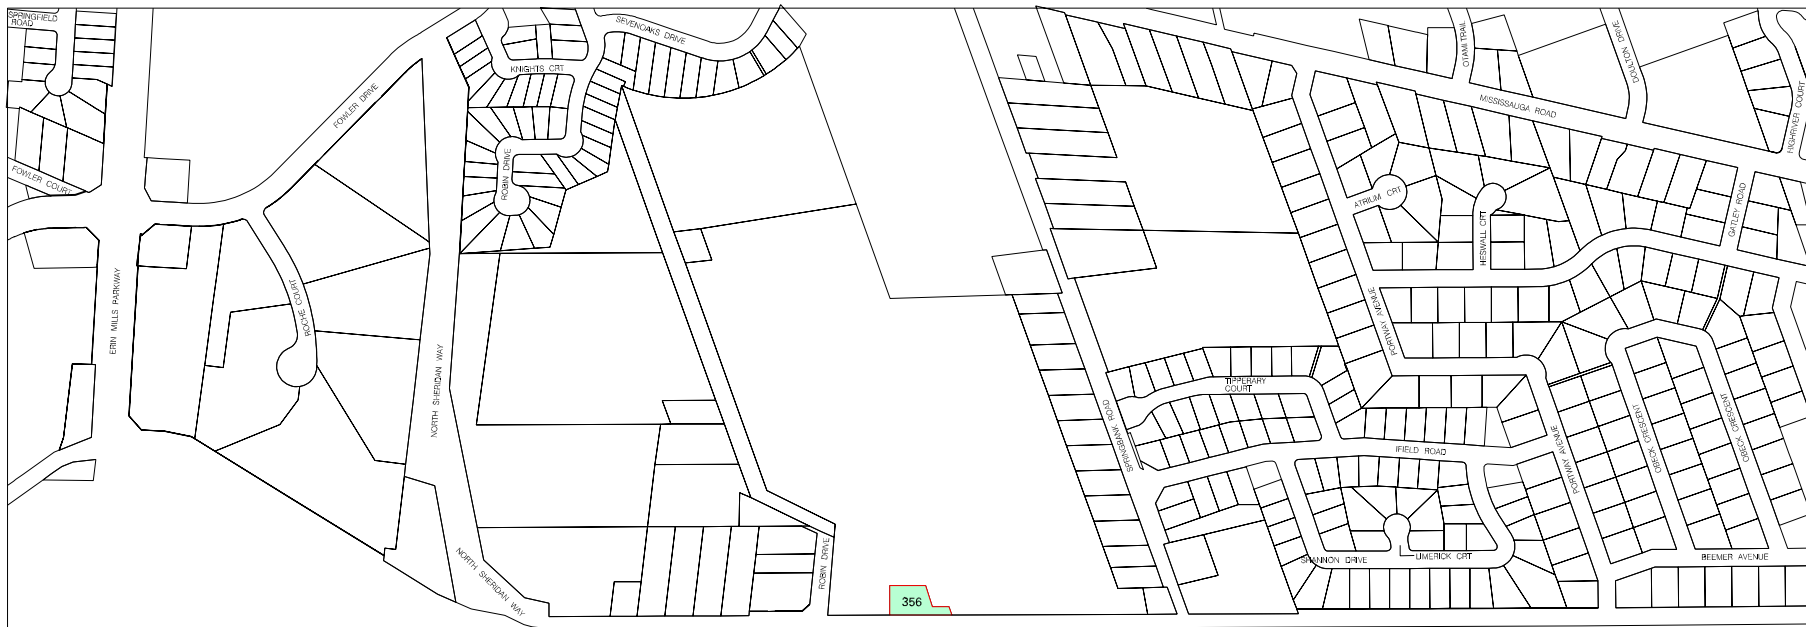 SPRINGFIELD
ROAD
SEVENOAKS DRIVE
KNIGHTS CRT
FOWLER DRIVE
OTAMI TRAIL
DOULTON DRIVE
MISSISSAUGA ROAD
HIGHRIVER COURT
FOWLER COURT
ROBIN DRIVE
ATRIUM CRT
GATLEY ROAD
HESWALL CRT
ERIN MILLS PARKWAY
ROCHE COURT
NORTH SHERIDAN WAY
PORTWAY AVENUE
TIPPERARY
COURT
SPRINGBANK ROAD
OBECK CRESCENT
OBECK CRESCENT
IFIELD ROAD
PORTWAY AVENUE
NORTH SHERIDAN WAY
ROBIN DRIVE
SHANNON DRIVE
LIMERICK CRT
BEEMER AVENUE
356